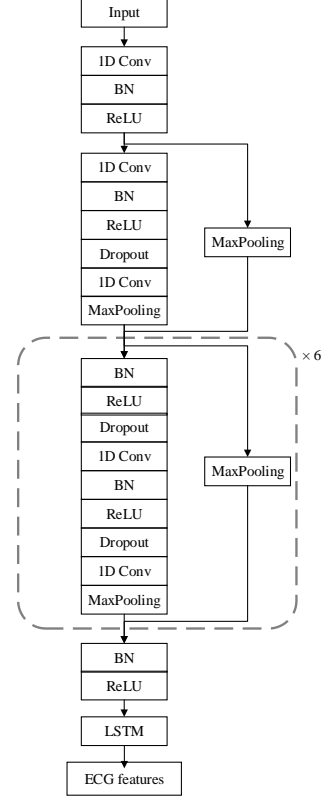 Input
1D Conv
BN
ReLU
1D Conv
BN
ReLU
Dropout
1D Conv
MaxPooling
MaxPooling
× 6
BN
ReLU
Dropout
1D Conv
BN
ReLU
Dropout
1D Conv
MaxPooling
MaxPooling
BN
ReLU
LSTM
ECG features